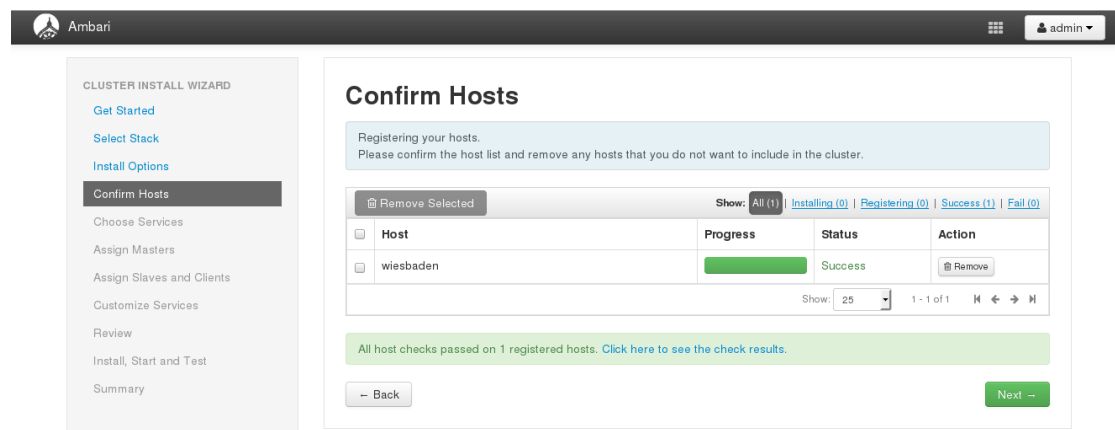 Ambari
admin
CLUSTER INSTALL WIZARD
Get Started
Select Stack
Install Options
Confirm Hosts
Choose Services
Assign Masters
Assign Slaves and Clients
Customize Services
Review
Install, Start and Test
Summary
Confirm Hosts
Registering your hosts.
Please confirm the host list and remove any hosts that you do not want to include in the cluster.
Remove Selected Show: All (1) | Installing (0) | Registering (0) | Success (1) | Fail (0)
Host Progress Status Action
wiesbaden Success Remove
Show: 25 1 - 1 of 1
All host checks passed on 1 registered hosts. Click here to see the check results.
← Back Next →